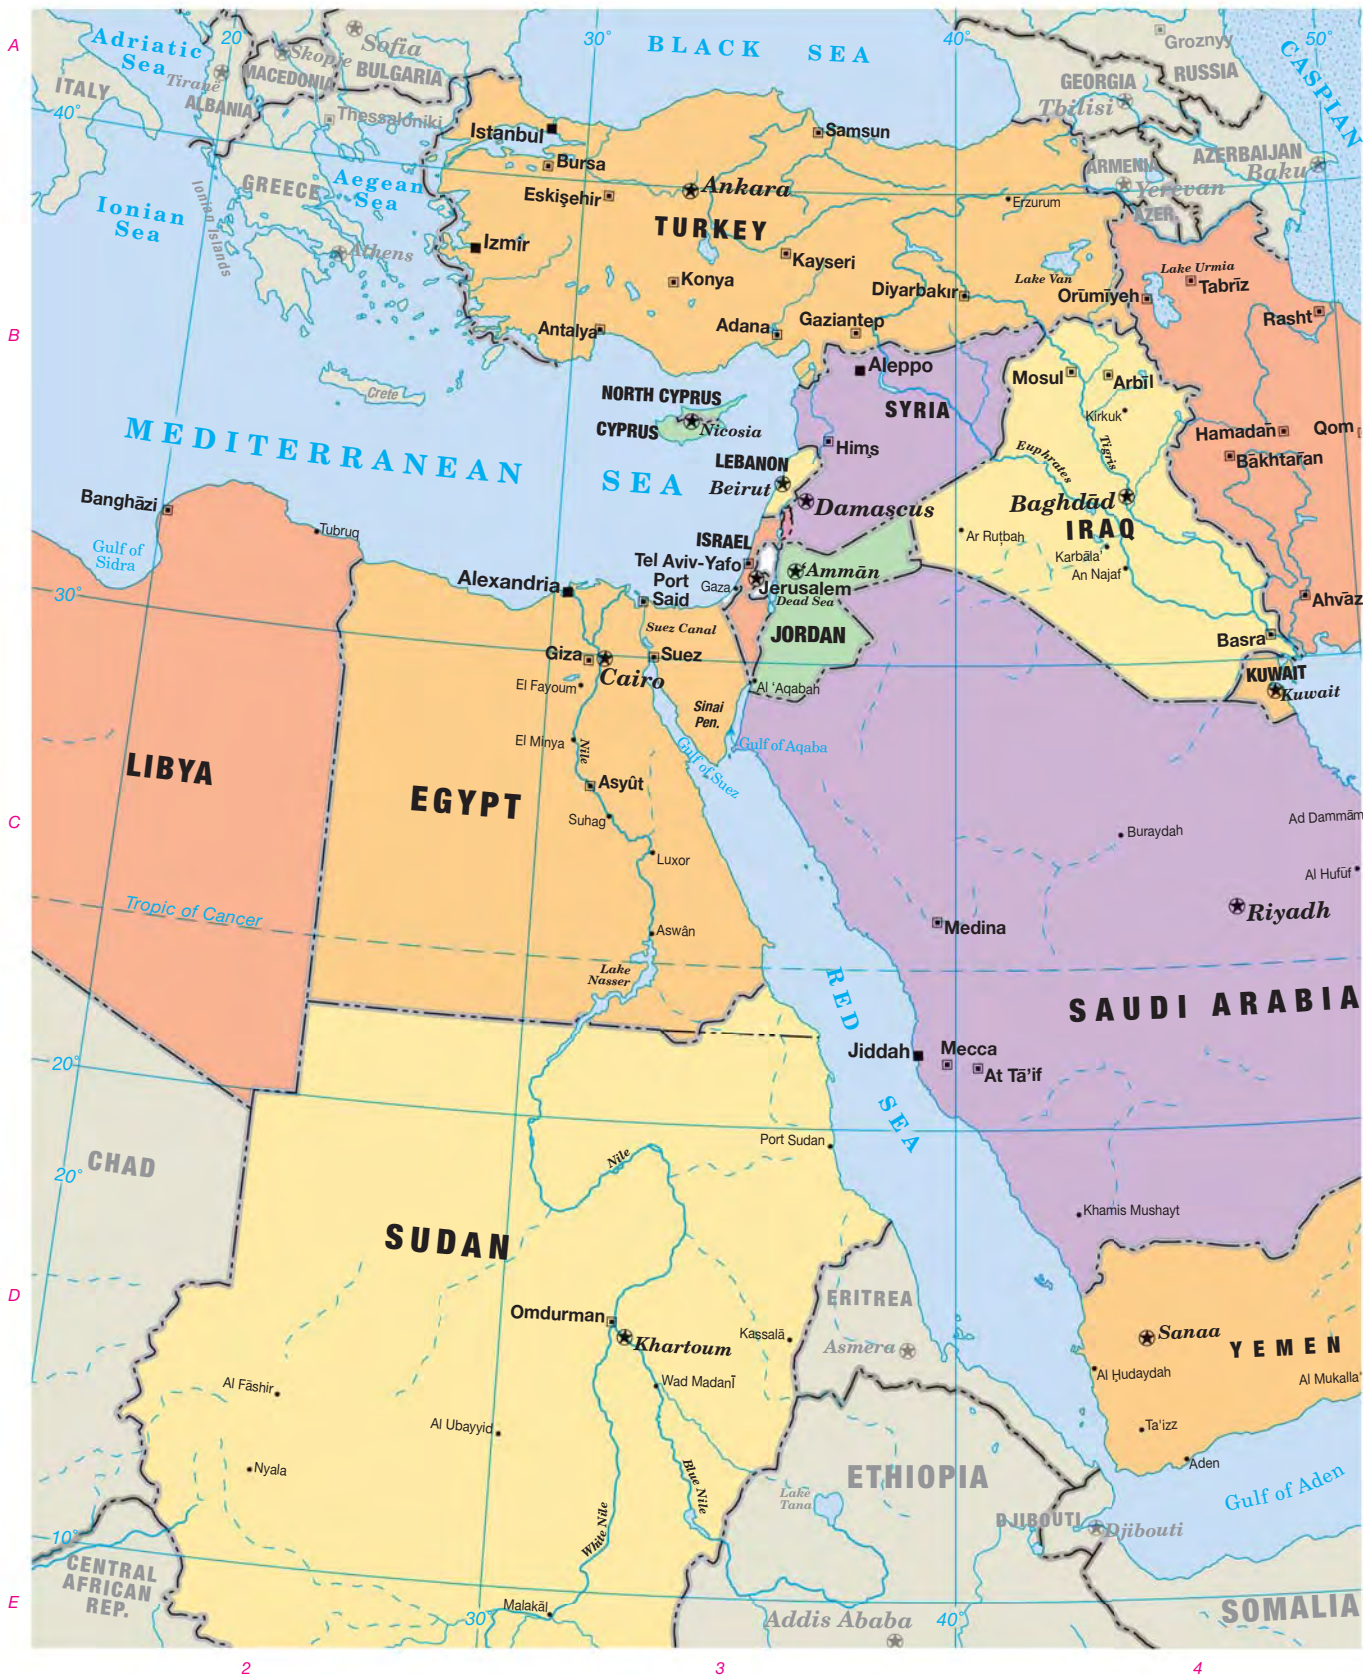 A
B
C
D
E
2
3
4
20
30°
40°
50°
40°
30°
20°
20°
10°
30°
40°
Adriatic
Sea
BLACK SEA
CASPIAN
Ionian
Sea
Aegean
Sea
Ionian Islands
MEDITERRANEAN
SEA
ITALY
Tiranë
ALBANIA
Skopje
MACEDONIA
Sofia
BULGARIA
Thessaloniki
GREECE
Athens
Crete
Groznyy
RUSSIA
GEORGIA
Tbilisi
ARMENIA
Yerevan
AZER.
AZERBAIJAN
Baku
Istanbul
Bursa
Eskişehir
Izmir
Ankara
TURKEY
Samsun
Erzurum
Kayseri
Konya
Antalya
Adana
Gaziantep
Diyarbakır
Lake Van
Lake Urmia
Orūmīyeh
Tabrīz
Rasht
Hamadān
Qom
Bākhtaran
Ahvāz
NORTH CYPRUS
CYPRUS
Nicosia
Aleppo
SYRIA
Himş
LEBANON
Beirut
Damascus
Mosul
Arbīl
Kirkuk
Euphrates
Tigris
Baghdād
IRAQ
Ar Ruţbah
Karbāla'
An Najaf
Basra
KUWAIT
Kuwait
ISRAEL
Tel Aviv-Yafo
Jerusalem
Gaza
Dead Sea
Ammān
JORDAN
Al 'Aqabah
Banghāzi
Tubruq
Gulf of
Sidra
LIBYA
Alexandria
Port
Said
Suez Canal
Giza
Cairo
Suez
El Fayoum
Sinai
Pen.
El Minya
Nile
Gulf of Suez
Gulf of Aqaba
EGYPT
Asyût
Suhag
Luxor
Aswân
Lake
Nasser
Tropic of Cancer
Buraydah
Ad Dammām
Al Hufūf
Riyadh
Medina
SAUDI ARABIA
Jiddah
Mecca
At Tā'if
RED SEA
Khamis Mushayt
Port Sudan
CHAD
Nile
SUDAN
Omdurman
Khartoum
Kassalā
Wad Madanī
Al Fāshir
Al Ubayyid
Nyala
White Nile
Blue Nile
Malakāl
CENTRAL
AFRICAN
REP.
ERITREA
Asmera
Sanaa
YEMEN
Al Ḩudaydah
Al Mukalla'
Ta'izz
Aden
Gulf of Aden
ETHIOPIA
Lake
Tana
DJIBOUTI
Djibouti
Addis Ababa
SOMALIA